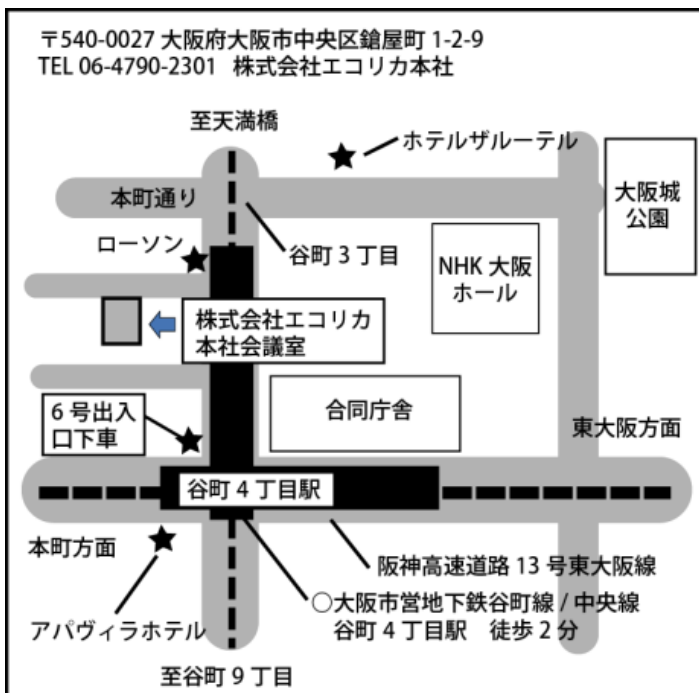 〒540-0027 大阪府大阪市中央区鎗屋町 1-2-9
TEL 06-4790-2301 株式会社エコリカ本社
至天満橋
ホテルザルーテル
本町通り
大阪城
公園
ローソン
谷町 3 丁目
NHK 大阪
ホール
株式会社エコリカ
本社会議室
6 号出入
口下車
合同庁舎
東大阪方面
谷町 4 丁目駅
本町方面
阪神高速道路 13 号東大阪線
○大阪市営地下鉄谷町線 / 中央線
谷町 4 丁目駅 徒歩 2 分
アパヴィラホテル
至谷町 9 丁目